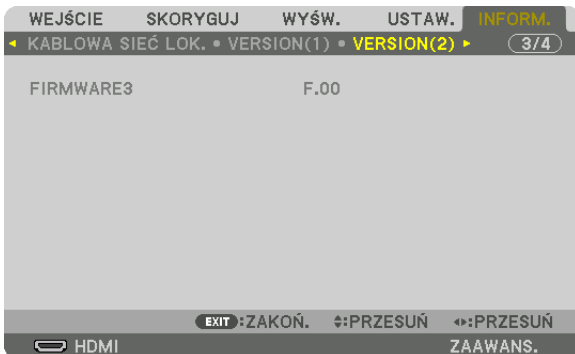 WEJŚCIE SKORYGUJ WYŚW. USTAW. INFORM.
◂ KABLOWA SIEĆ LOK. • VERSION(1) • VERSION(2) ▸ 3/4
FIRMWARE3 F.00
EXIT :ZAKOŃ. :PRZESUŃ :PRZESUŃ
HDMI ZAAWANS.